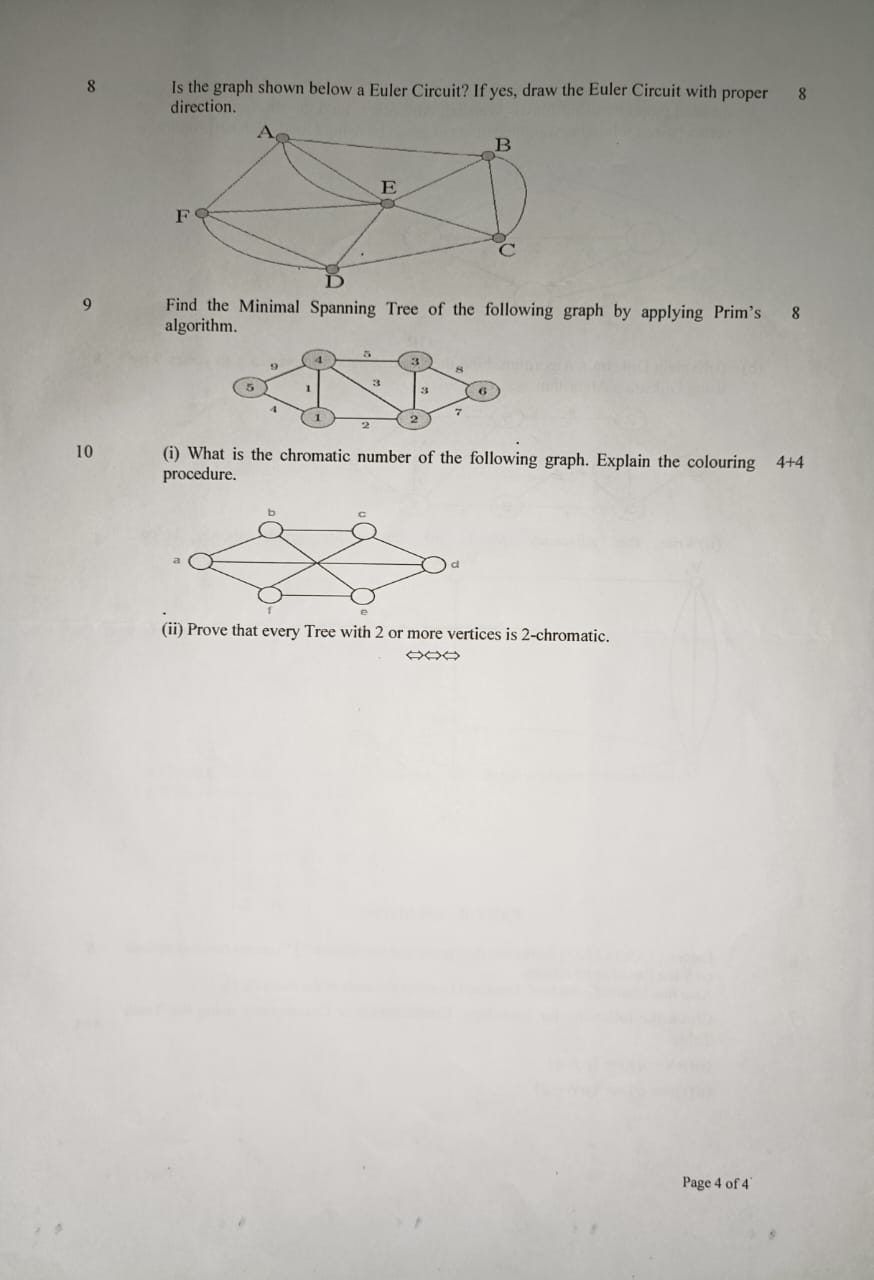 8 Is the graph shown below a Euler Circuit? If yes, draw the Euler Circuit with proper 8
direction.
A
B
E
F
C
D
9 Find the Minimal Spanning Tree of the following graph by applying Prim's 8
algorithm.
9 4 5 3 8
5 1 3 3 6
4 1 2 2 7
10 (i) What is the chromatic number of the following graph. Explain the colouring 4+4
procedure.
b c
a d
f e
(ii) Prove that every Tree with 2 or more vertices is 2-chromatic.
⇔⇔⇔
Page 4 of 4